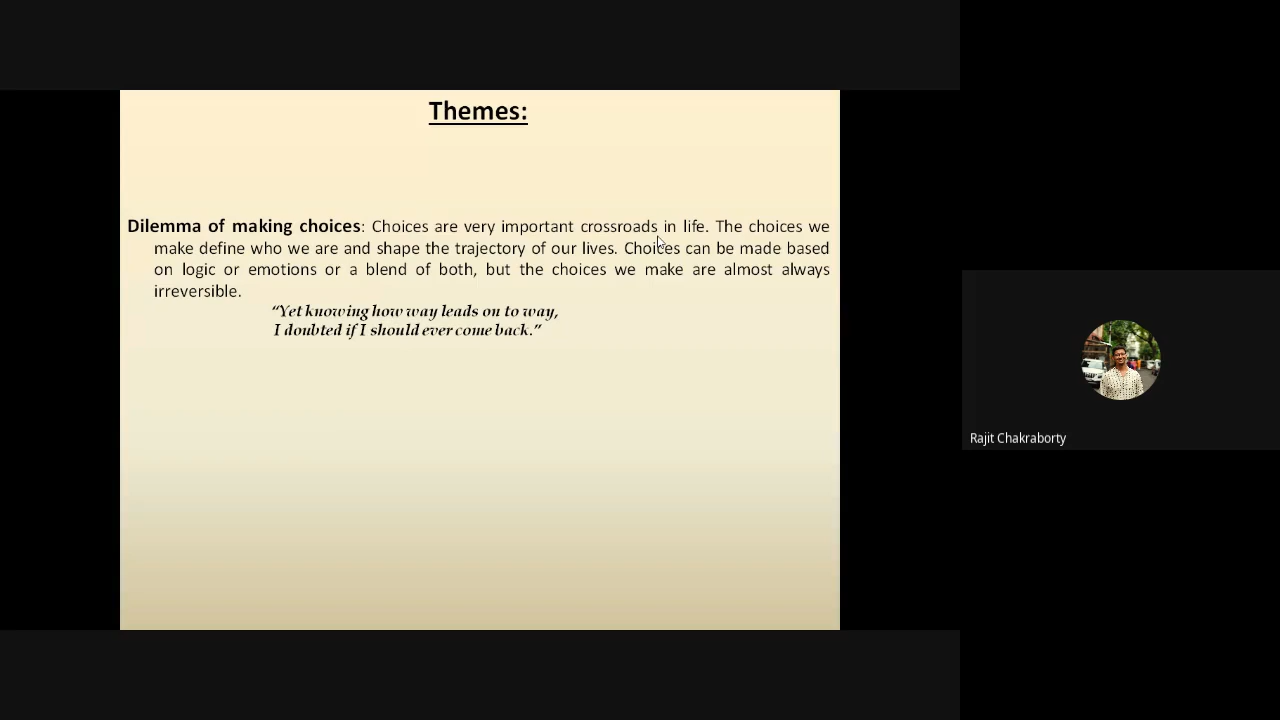 Themes:
Dilemma of making choices: Choices are very important crossroads in life. The choices we
make define who we are and shape the trajectory of our lives. Choices can be made based
on logic or emotions or a blend of both, but the choices we make are almost always
irreversible.
“Yet knowing how way leads on to way,
I doubted if I should ever come back.”
Rajit Chakraborty